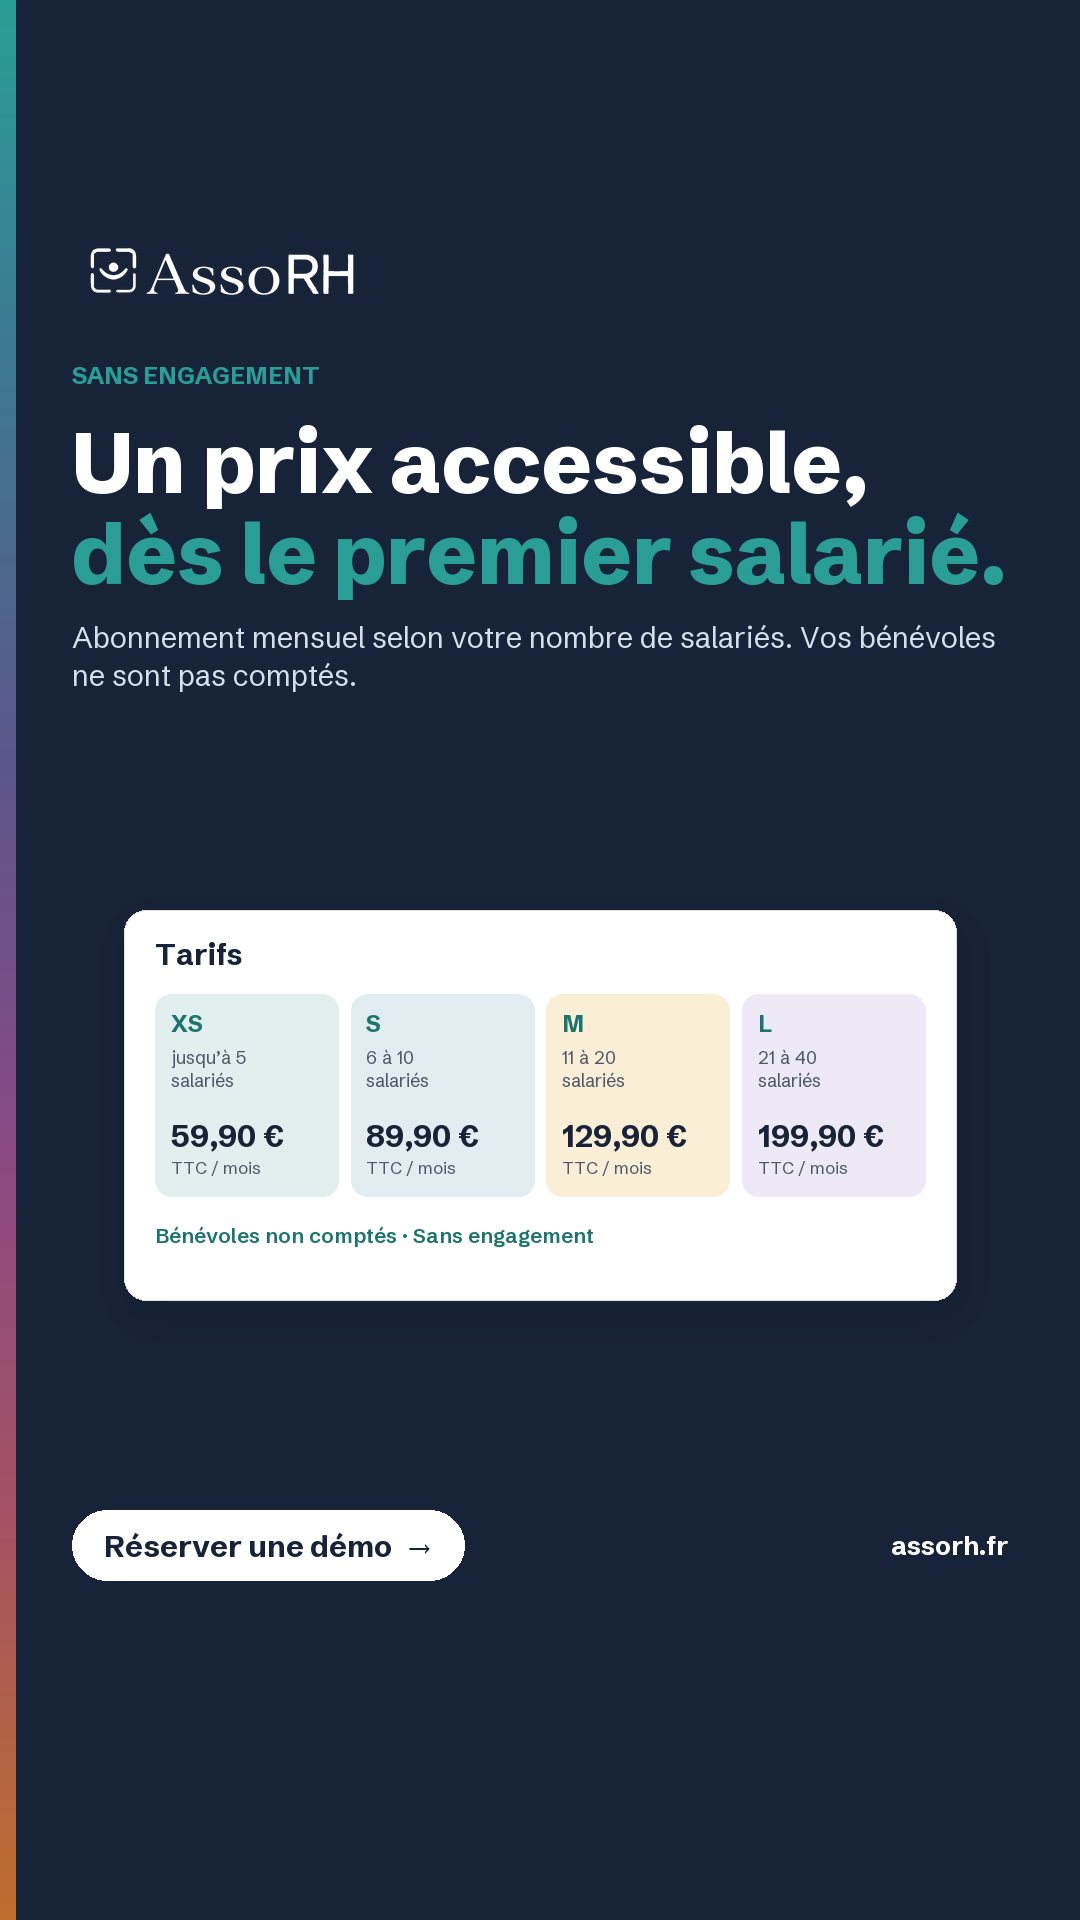 AssoRH
SANS ENGAGEMENT
Un prix accessible,
dès le premier salarié.
Abonnement mensuel selon votre nombre de salariés. Vos bénévoles
ne sont pas comptés.
Tarifs
XS
jusqu’à 5
salariés
59,90 €
TTC / mois
S
6 à 10
salariés
89,90 €
TTC / mois
M
11 à 20
salariés
129,90 €
TTC / mois
L
21 à 40
salariés
199,90 €
TTC / mois
Bénévoles non comptés · Sans engagement
Réserver une démo →
assorh.fr